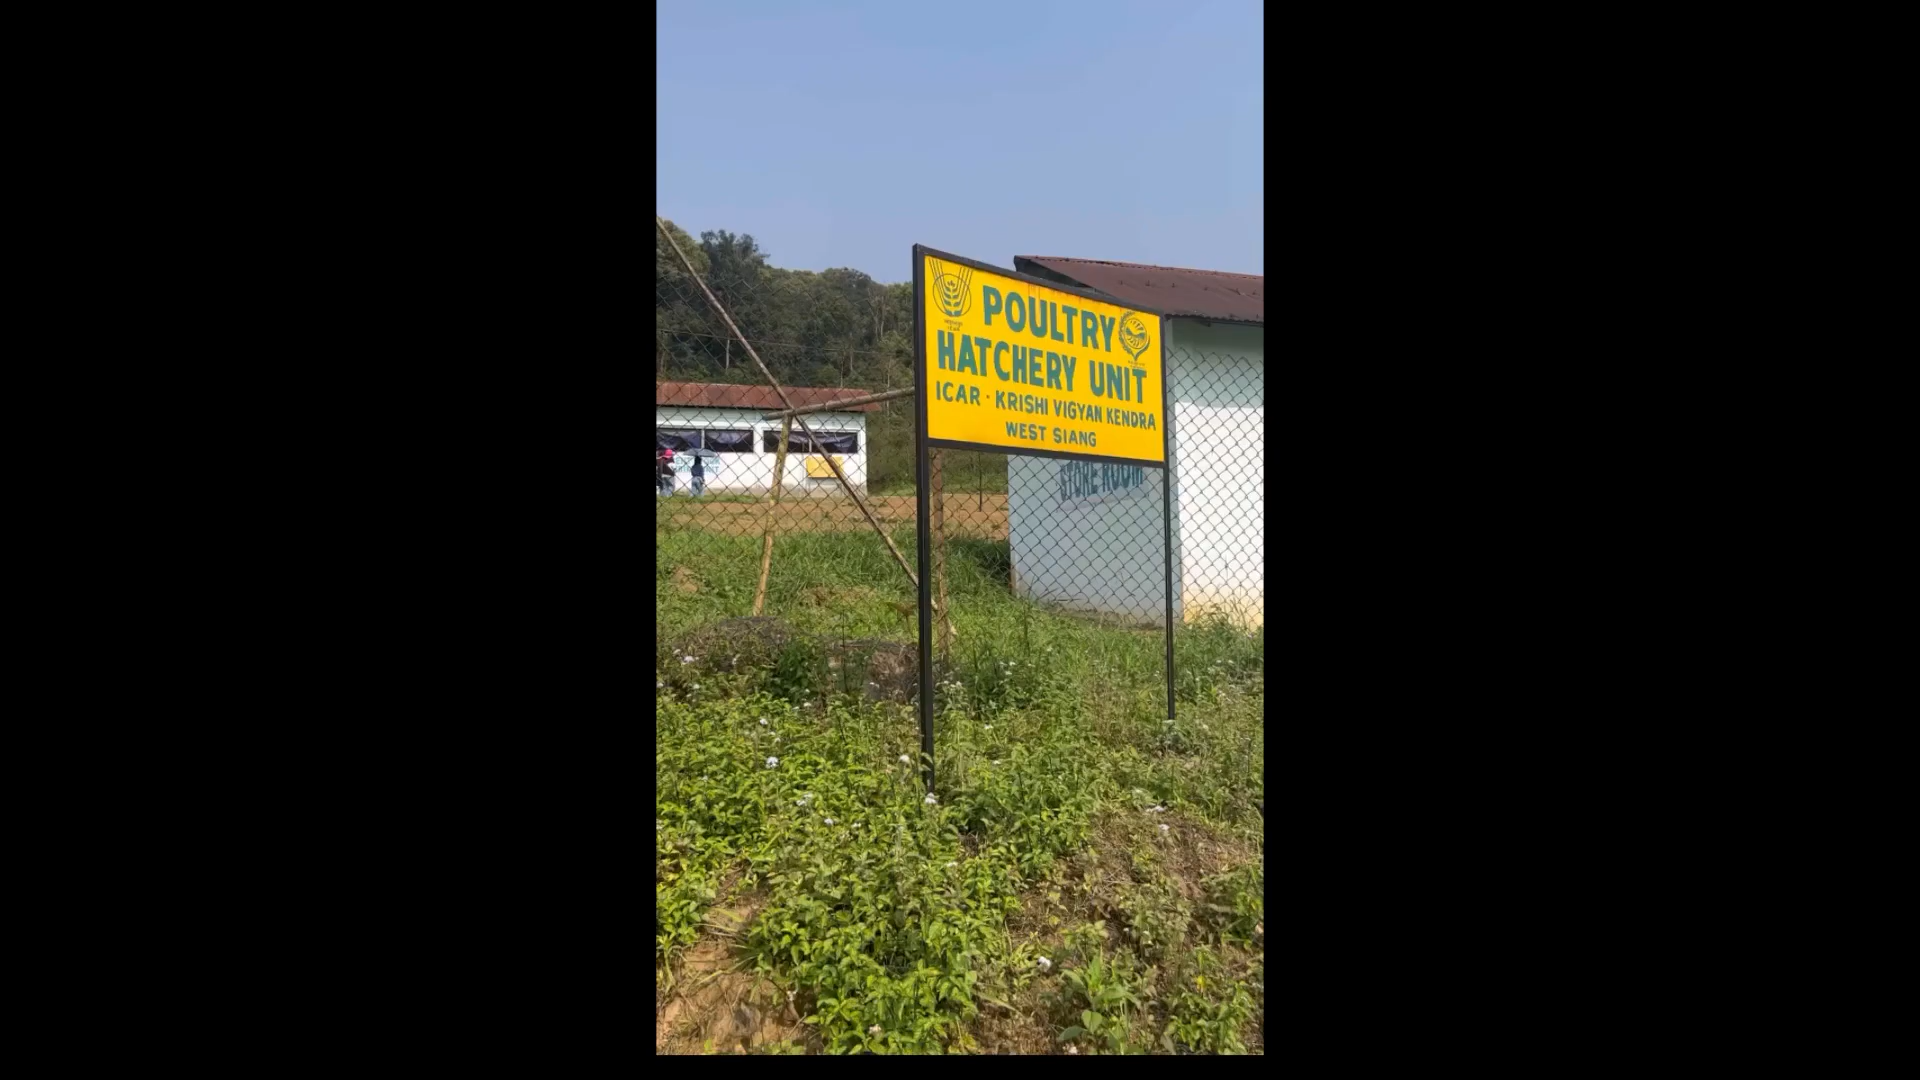 POULTRY
HATCHERY UNIT
ICAR - KRISHI VIGYAN KENDRA
WEST SIANG
STORE ROOM